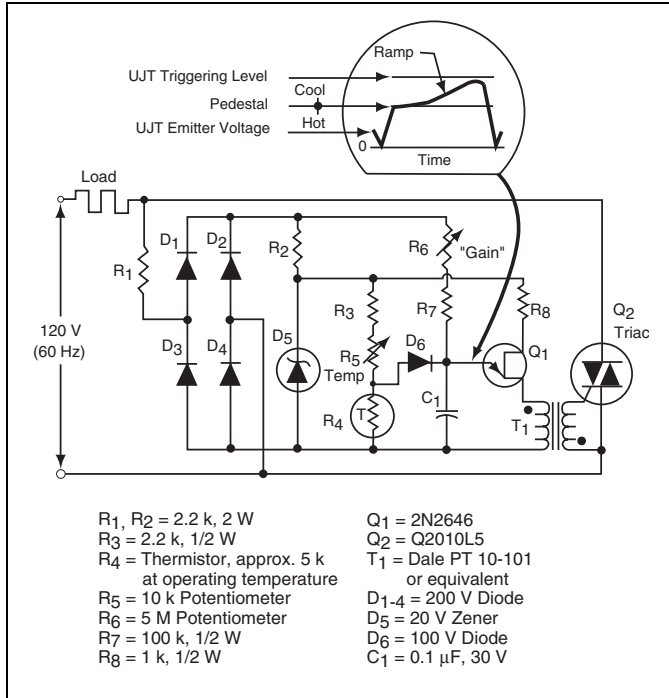 Ramp
UJT Triggering Level
Cool
Pedestal
Hot
UJT Emitter Voltage
0
Time
Load
D1
D2
R2
R6
"Gain"
R1
R3
R7
R8
Q2
Triac
120 V
(60 Hz)
D3
D4
D5
R5
Temp
D6
Q1
C1
T
R4
T1
R1, R2 = 2.2 k, 2 W
R3 = 2.2 k, 1/2 W
R4 = Thermistor, approx. 5 k
at operating temperature
R5 = 10 k Potentiometer
R6 = 5 M Potentiometer
R7 = 100 k, 1/2 W
R8 = 1 k, 1/2 W
Q1 = 2N2646
Q2 = Q2010L5
T1 = Dale PT 10-101
or equivalent
D1-4 = 200 V Diode
D5 = 20 V Zener
D6 = 100 V Diode
C1 = 0.1 μF, 30 V